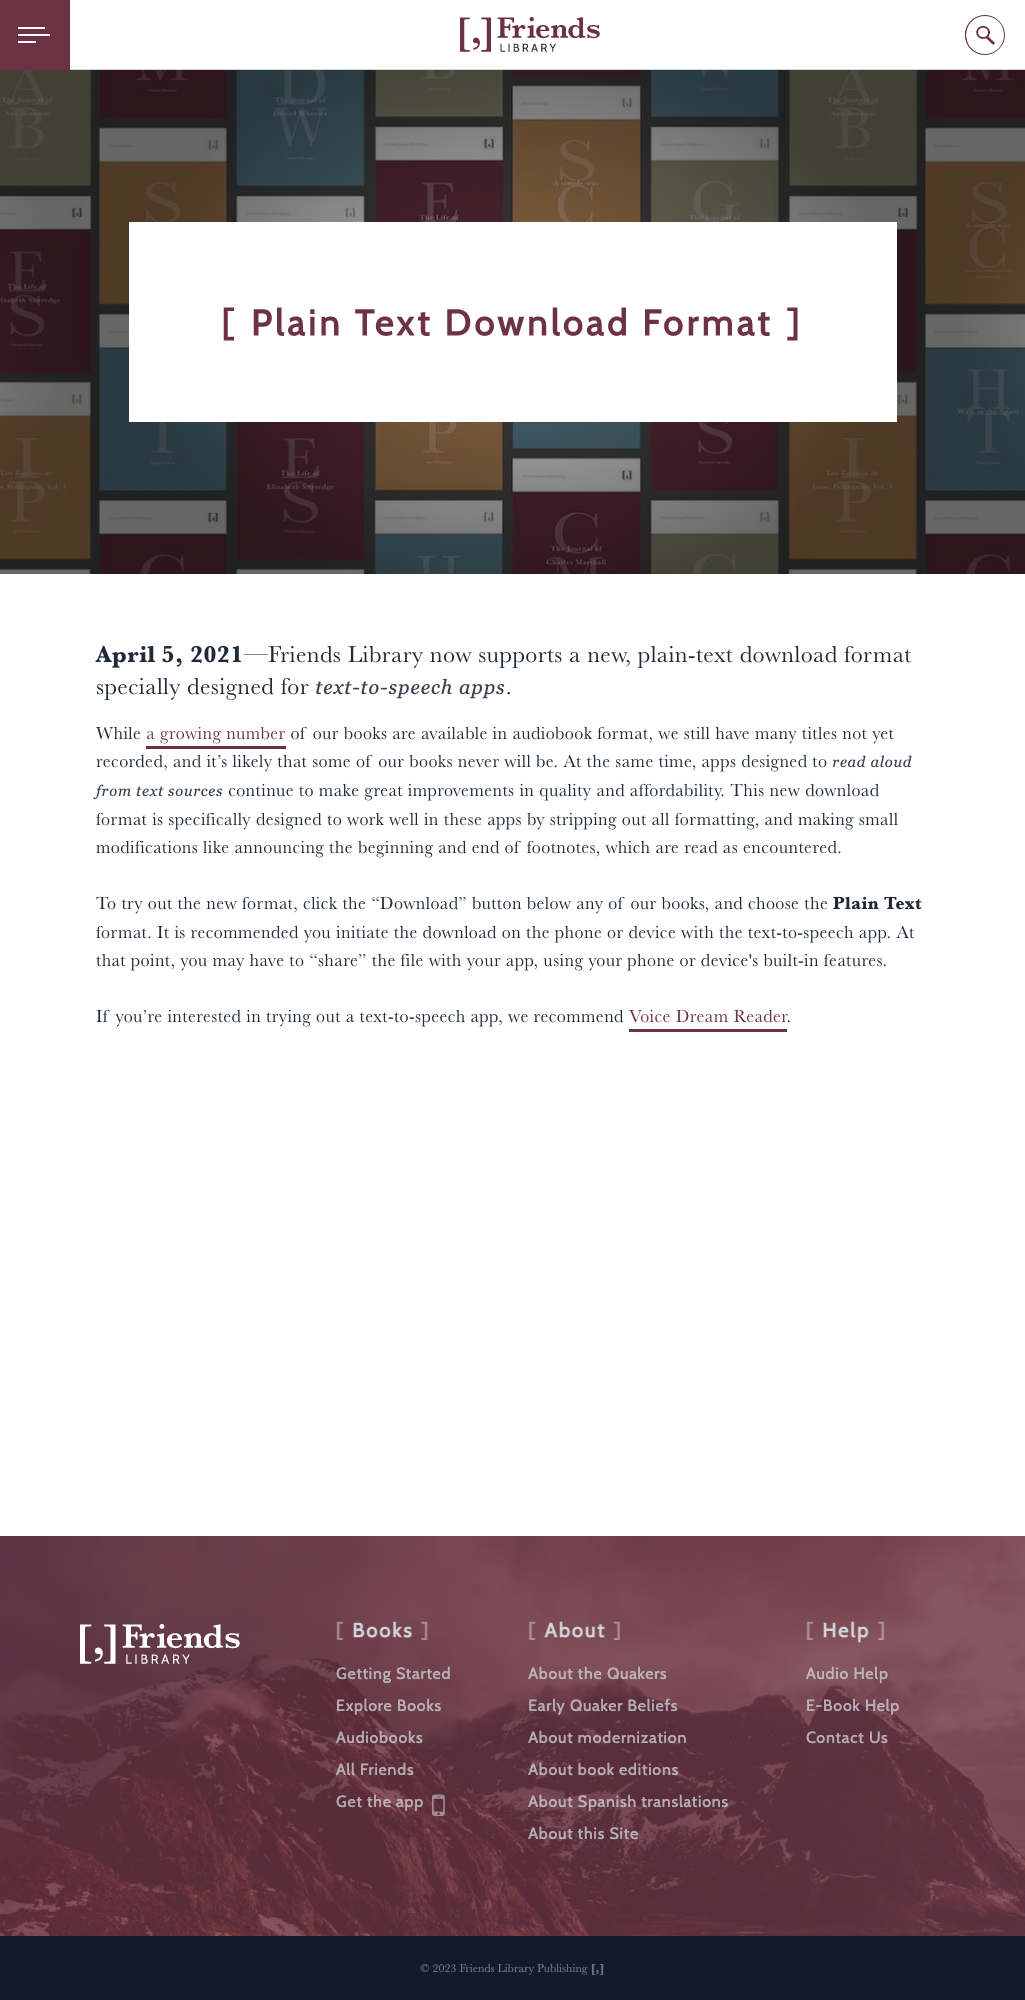 [,] Friends
LIBRARY
[ Plain Text Download Format ]
April 5, 2021—Friends Library now supports a new, plain-text download format
specially designed for text-to-speech apps.
While a growing number of our books are available in audiobook format, we still have many titles not yet
recorded, and it’s likely that some of our books never will be. At the same time, apps designed to read aloud
from text sources continue to make great improvements in quality and affordability. This new download
format is specifically designed to work well in these apps by stripping out all formatting, and making small
modifications like announcing the beginning and end of footnotes, which are read as encountered.
To try out the new format, click the “Download” button below any of our books, and choose the Plain Text
format. It is recommended you initiate the download on the phone or device with the text-to-speech app. At
that point, you may have to “share” the file with your app, using your phone or device's built-in features.
If you’re interested in trying out a text-to-speech app, we recommend Voice Dream Reader.
[,] Friends
LIBRARY
[ Books ]
Getting Started
Explore Books
Audiobooks
All Friends
Get the app
[ About ]
About the Quakers
Early Quaker Beliefs
About modernization
About book editions
About Spanish translations
About this Site
[ Help ]
Audio Help
E-Book Help
Contact Us
© 2023 Friends Library Publishing [,]